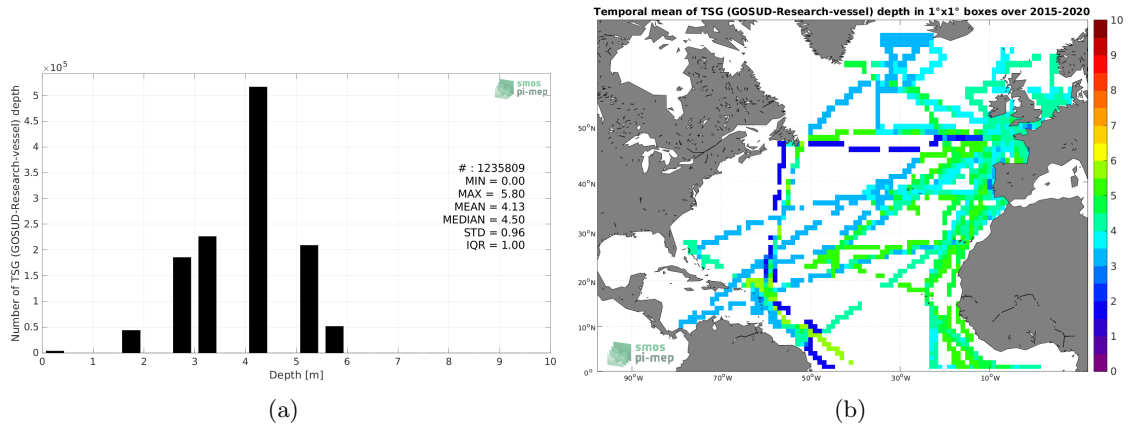 ×10⁵
5
4.5
4
3.5
3
2.5
2
1.5
1
0.5
0
0 1 2 3 4 5 6 7 8 9 10
Depth [m]
Number of TSG (GOSUD-Research-vessel) depth
smos
pi-mep
# : 1235809
MIN = 0.00
MAX = 5.80
MEAN = 4.13
MEDIAN = 4.50
STD = 0.96
IQR = 1.00
(a)
Temporal mean of TSG (GOSUD-Research-vessel) depth in 1°x1° boxes over 2015-2020
50°N
40°N
30°N
20°N
10°N
0°
90°W 70°W 50°W 30°W 10°W
smos
pi-mep
10
9
8
7
6
5
4
3
2
1
0
(b)